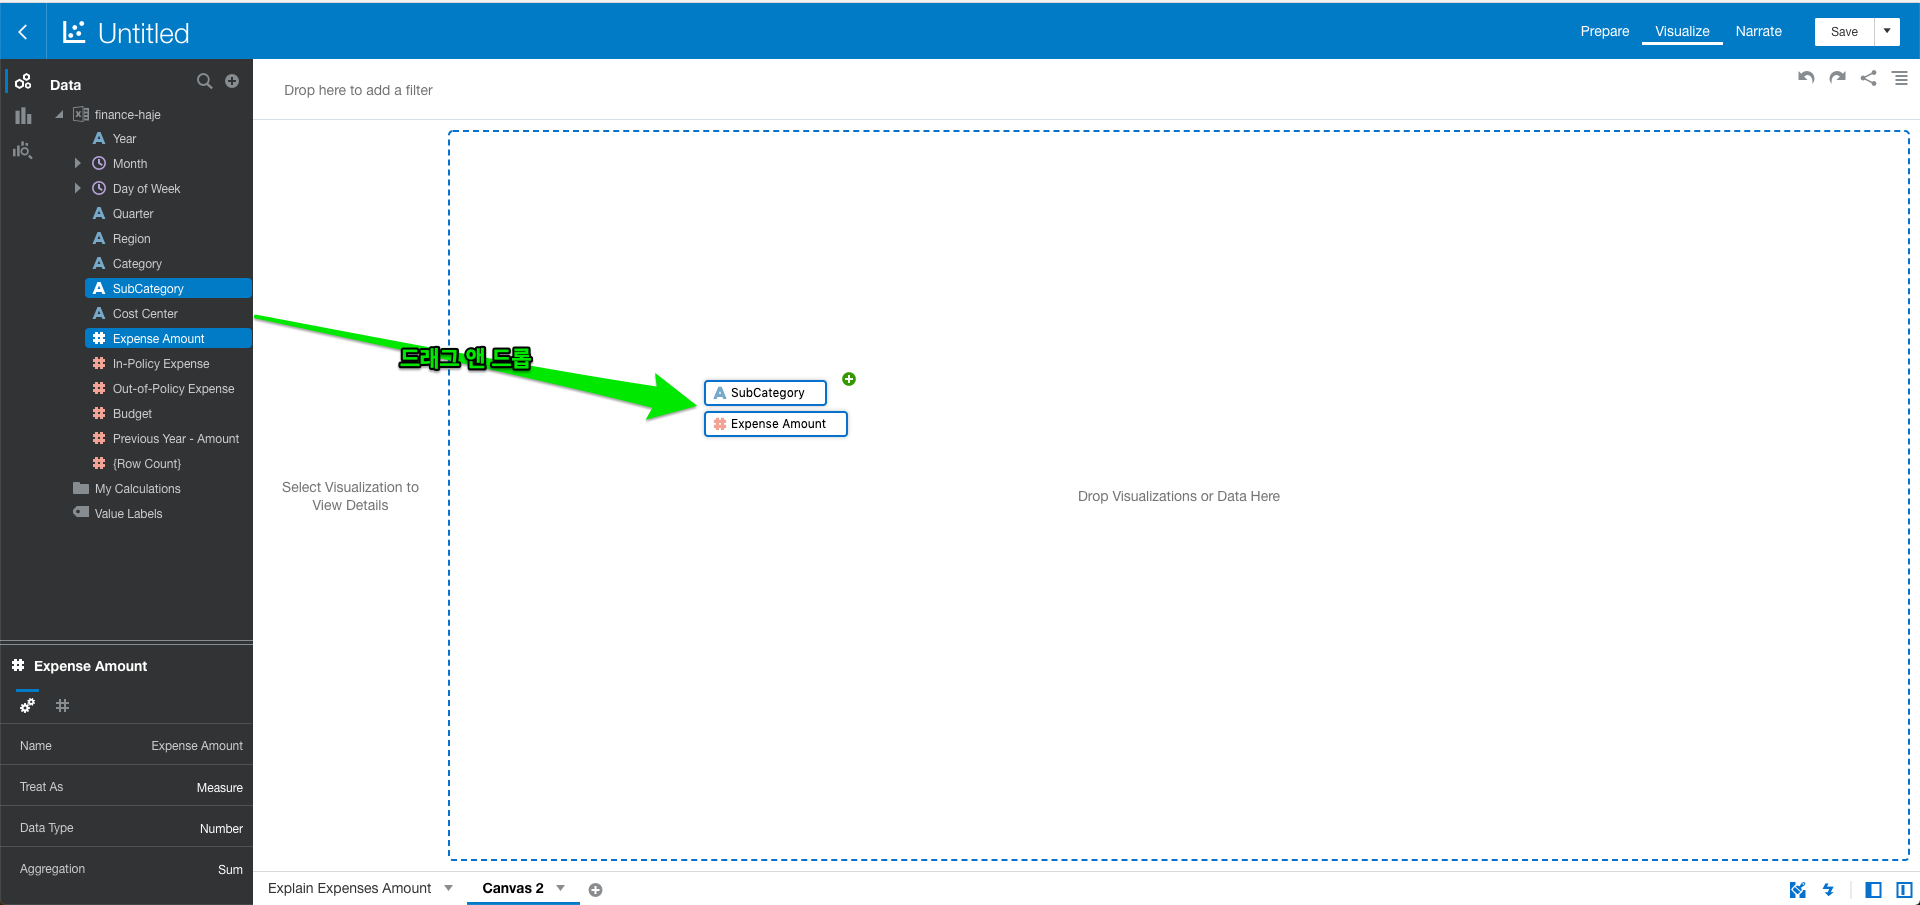 Untitled
Prepare
Visualize
Narrate
Save
Data
Drop here to add a filter
finance-haje
Year
Month
Day of Week
Quarter
Region
Category
SubCategory
Cost Center
Expense Amount
In-Policy Expense
Out-of-Policy Expense
Budget
Previous Year - Amount
{Row Count}
My Calculations
Value Labels
드래그 앤 드롭
SubCategory
Expense Amount
Select Visualization to
View Details
Drop Visualizations or Data Here
Expense Amount
Name Expense Amount
Treat As Measure
Data Type Number
Aggregation Sum
Explain Expenses Amount
Canvas 2